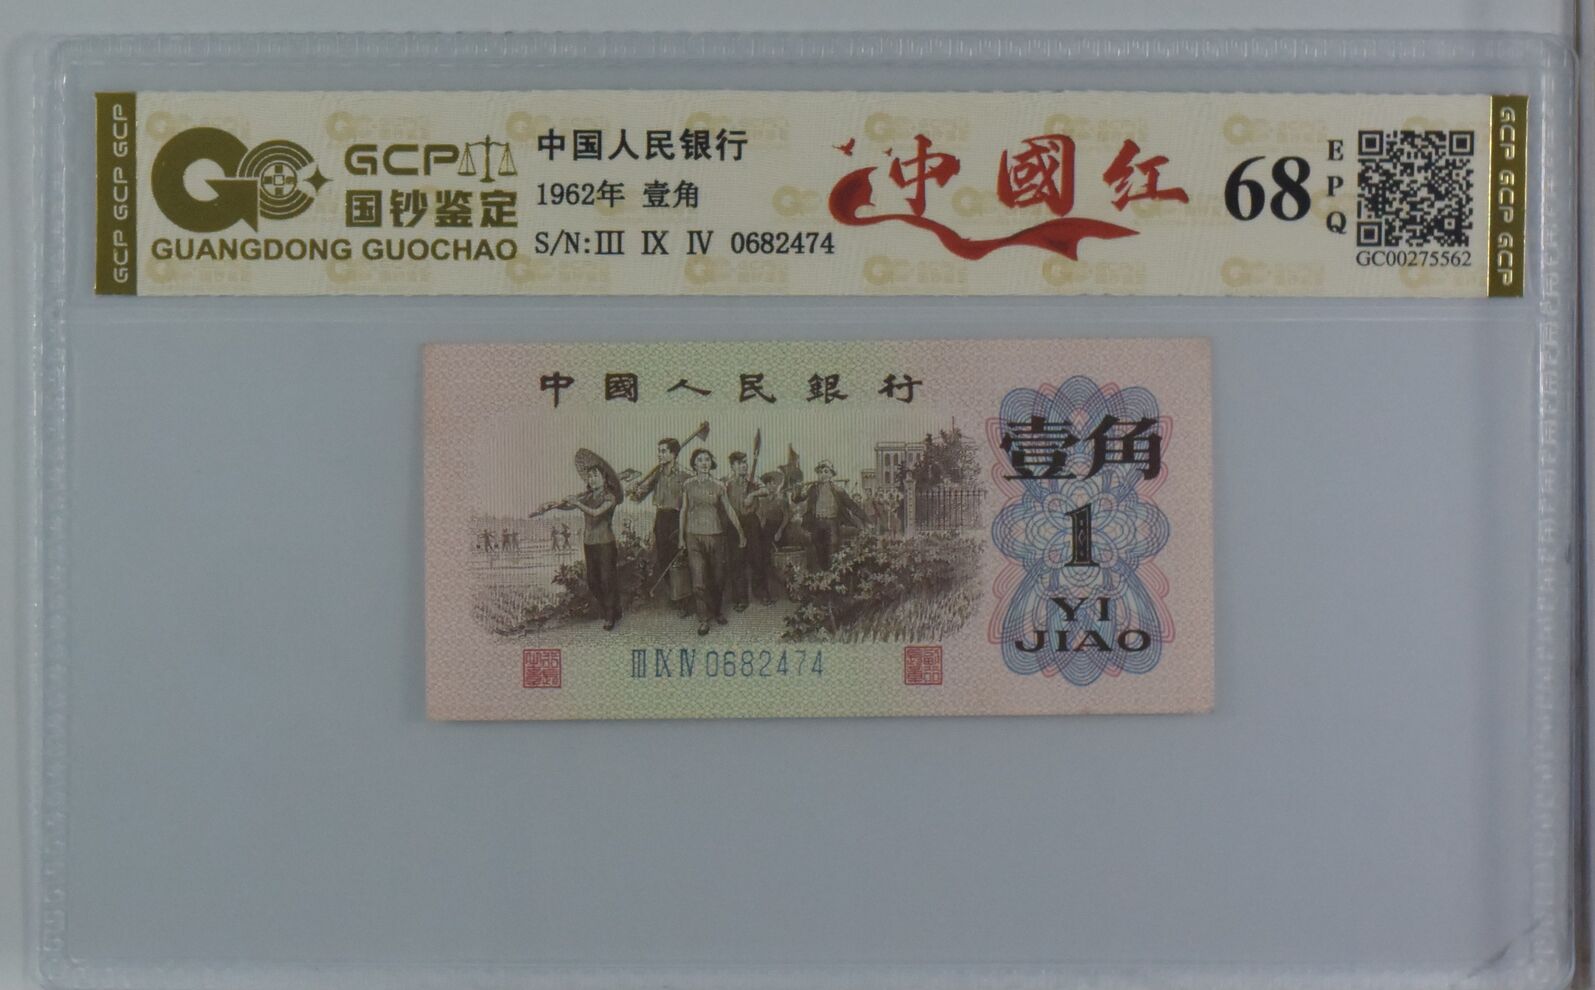 GCP GCP GCP
GCP
国钞鉴定
GUANGDONG GUOCHAO
中国人民银行
1962年 壹角
S/N:Ⅲ Ⅸ Ⅳ 0682474
中國红
68
EPQ
GC00275562
GCP GCP GCP
中國人民銀行
壹角
1
YI
JIAO
ⅢⅨⅣ0682474